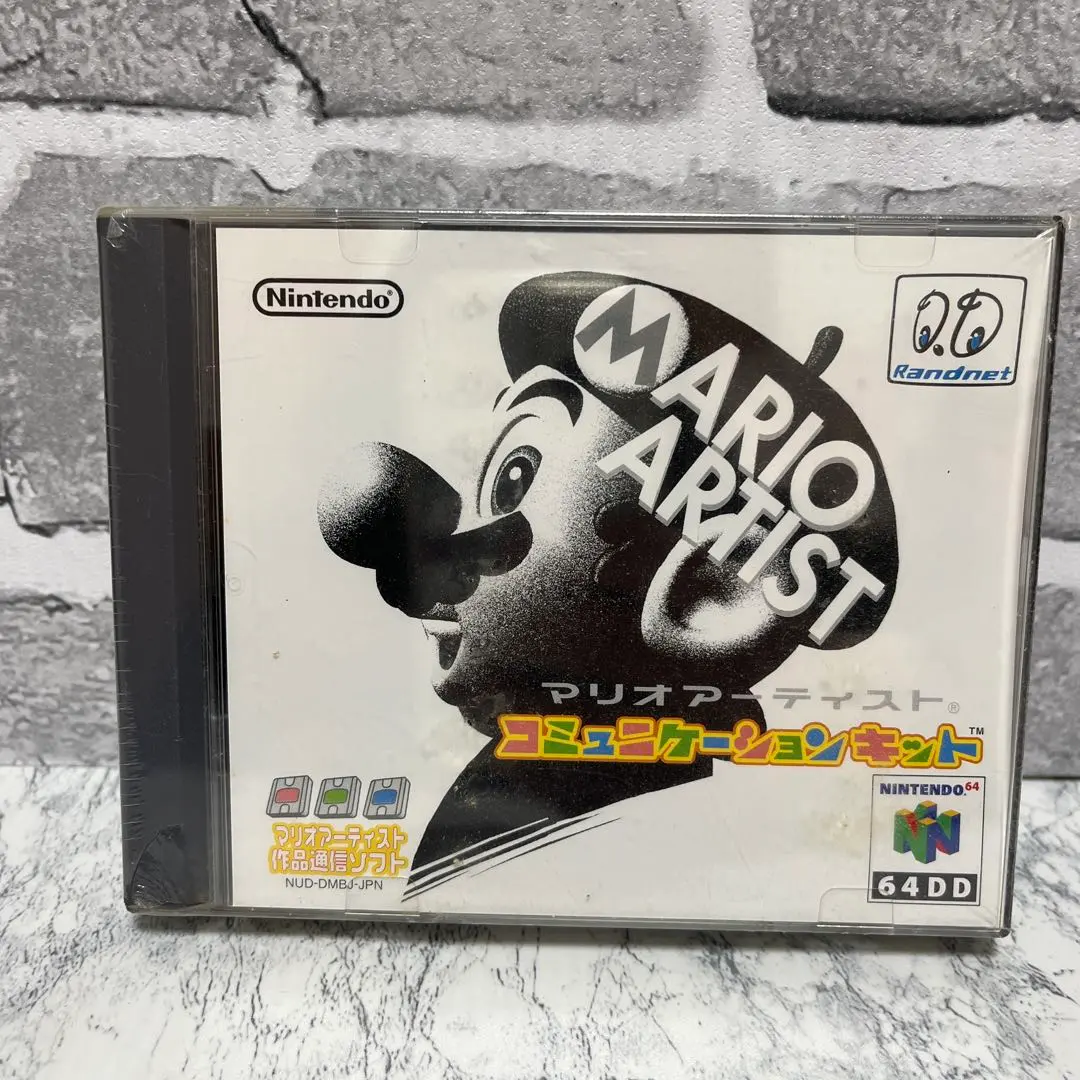 Nintendo®
Randnet
MARIO
ARTIST
マリオアーティスト®
コミュニケーションキット™
マリオアーティスト
作品通信ソフト
NUD-DMBJ-JPN
NINTENDO64
64DD